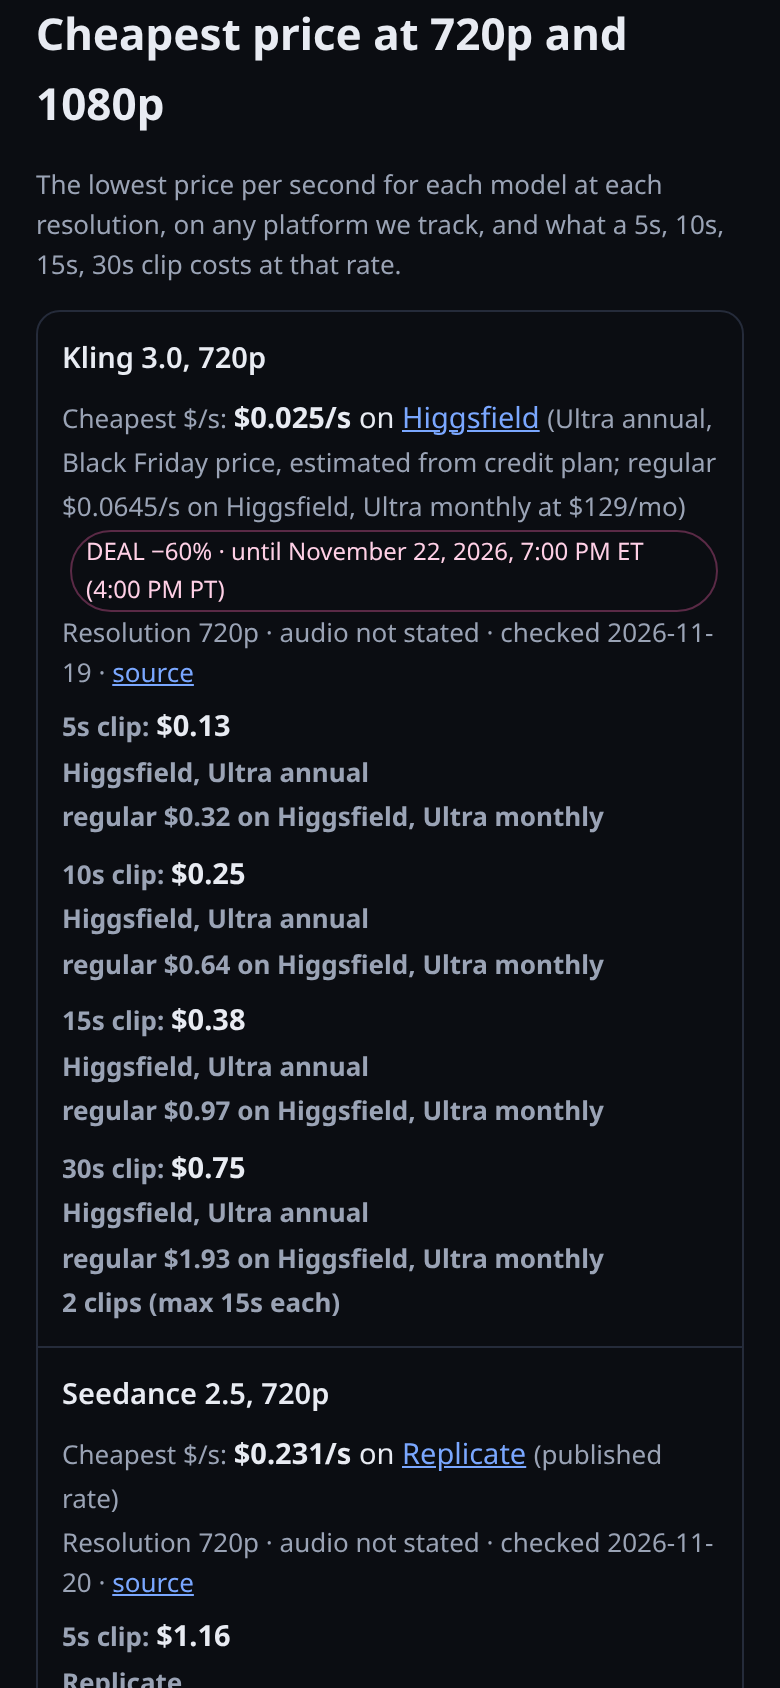 Cheapest price at 720p and
1080p
The lowest price per second for each model at each
resolution, on any platform we track, and what a 5s, 10s,
15s, 30s clip costs at that rate.
Kling 3.0, 720p
Cheapest $/s: $0.025/s on Higgsfield (Ultra annual,
Black Friday price, estimated from credit plan; regular
$0.0645/s on Higgsfield, Ultra monthly at $129/mo)
DEAL −60% · until November 22, 2026, 7:00 PM ET
(4:00 PM PT)
Resolution 720p · audio not stated · checked 2026-11-
19 · source
5s clip: $0.13
Higgsfield, Ultra annual
regular $0.32 on Higgsfield, Ultra monthly
10s clip: $0.25
Higgsfield, Ultra annual
regular $0.64 on Higgsfield, Ultra monthly
15s clip: $0.38
Higgsfield, Ultra annual
regular $0.97 on Higgsfield, Ultra monthly
30s clip: $0.75
Higgsfield, Ultra annual
regular $1.93 on Higgsfield, Ultra monthly
2 clips (max 15s each)
Seedance 2.5, 720p
Cheapest $/s: $0.231/s on Replicate (published
rate)
Resolution 720p · audio not stated · checked 2026-11-
20 · source
5s clip: $1.16
Replicate